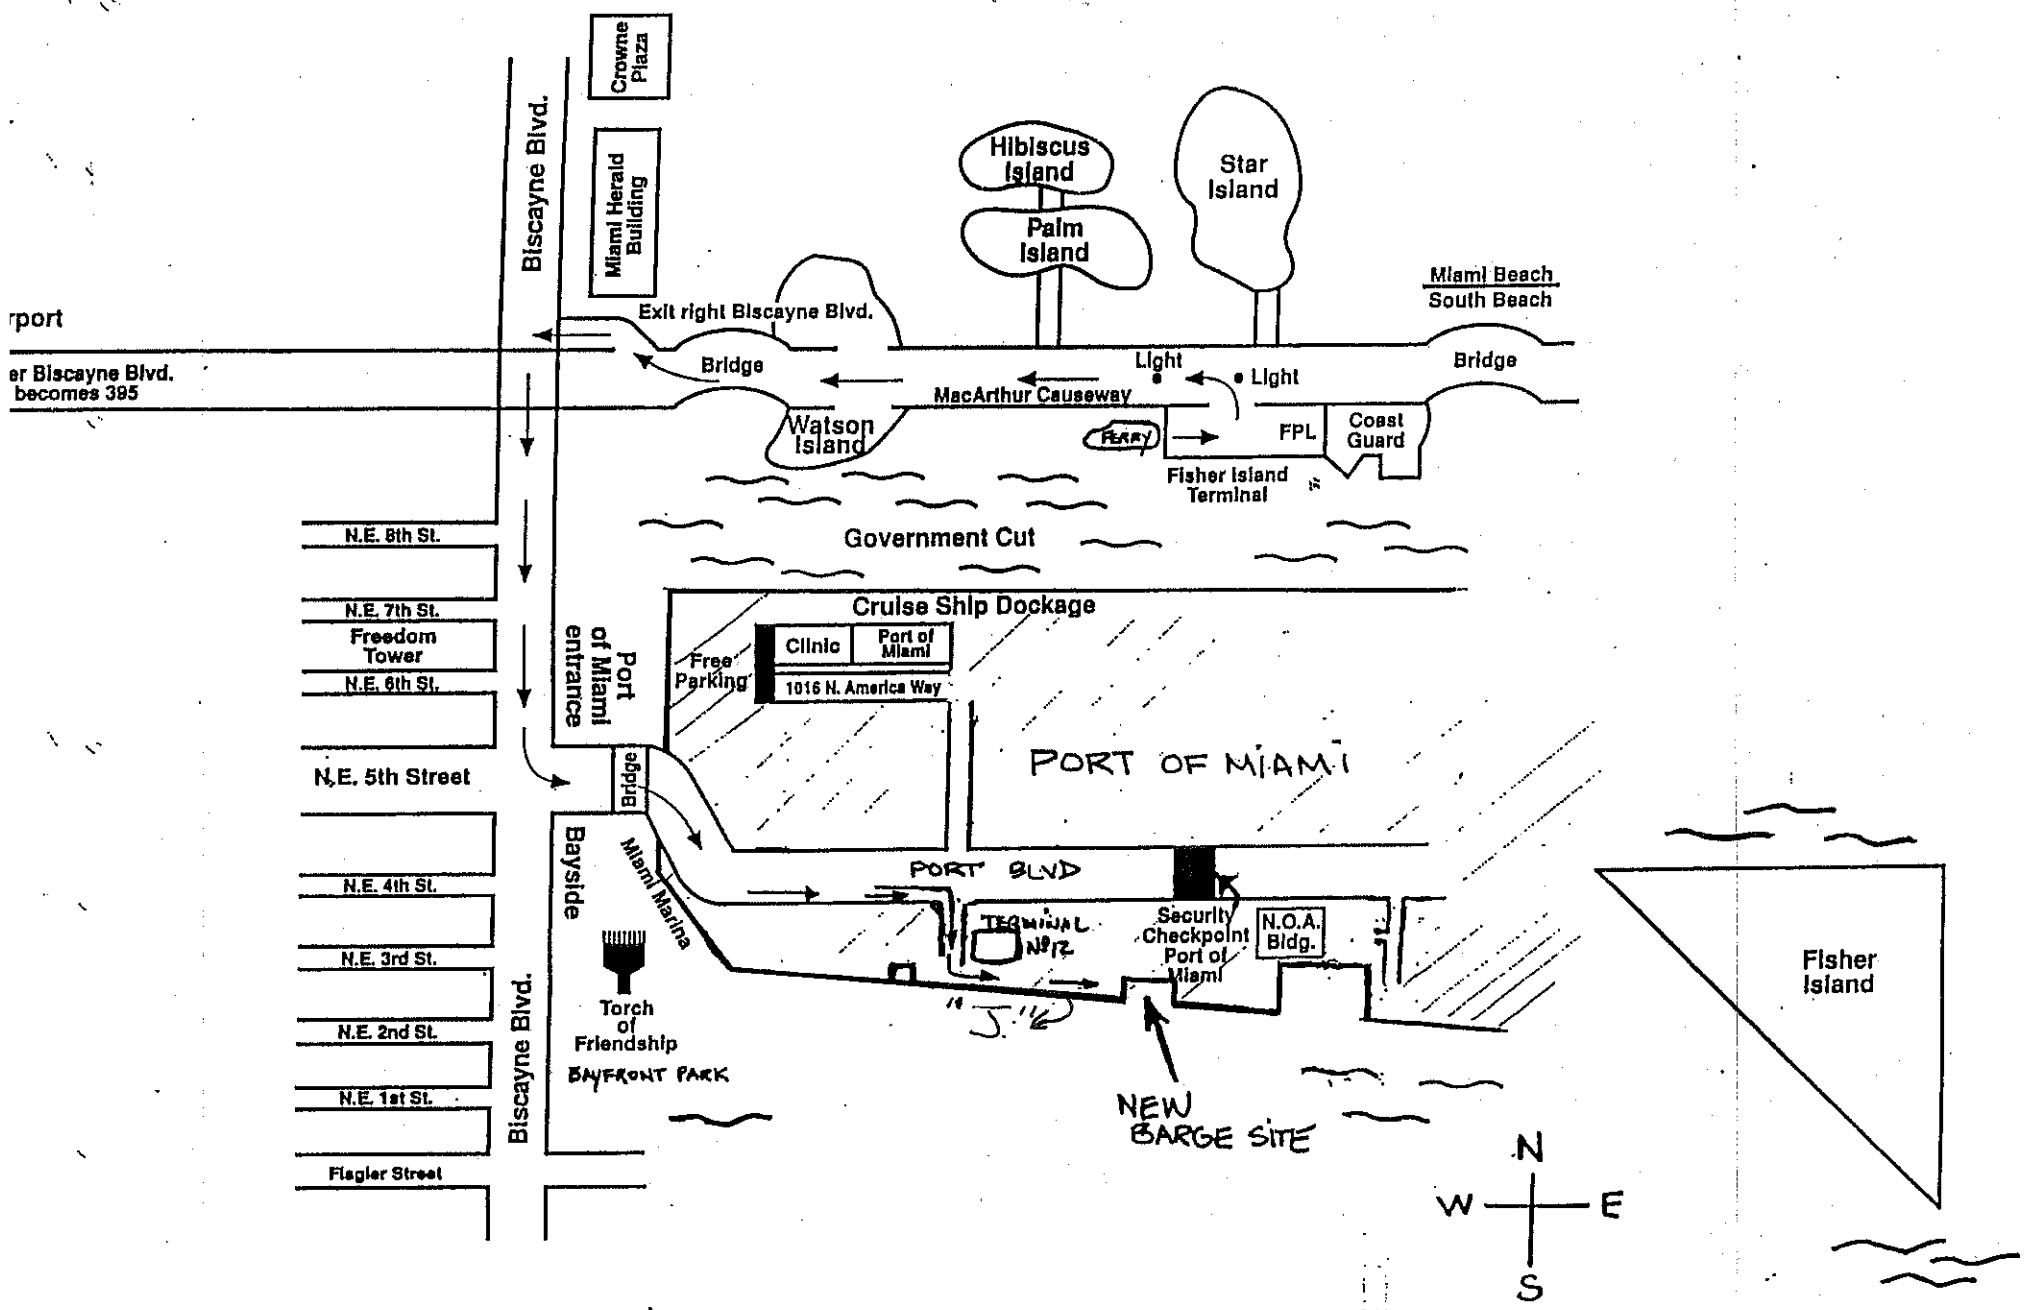 Crowne
Plaza
Biscayne Blvd.
Miami Herald
Building
Hibiscus
Island
Palm
Island
Star
Island
Miami Beach
South Beach
rport
Exit right Biscayne Blvd.
er Biscayne Blvd.
becomes 395
Bridge
Light
Light
Bridge
MacArthur Causeway
Watson
Island
FERRY
FPL
Coast
Guard
Fisher Island
Terminal
Government Cut
N.E. 8th St.
N.E. 7th St.
Freedom
Tower
N.E. 6th St.
Port
of Miami
entrance
Cruise Ship Dockage
Free
Parking
Clinic
Port of
Miami
1016 N. America Way
PORT OF MIAMI
N.E. 5th Street
Bridge
Bayside
Miami Marina
PORT BLVD
N.E. 4th St.
TERMINAL
Nº12
Security
Checkpoint
Port of
Miami
N.O.A.
Bldg.
Fisher
Island
N.E. 3rd St.
"J."
Torch
of
Friendship
BAYFRONT PARK
N.E. 2nd St.
N.E. 1st St.
Biscayne Blvd.
NEW
BARGE SITE
Flagler Street
N
W
E
S